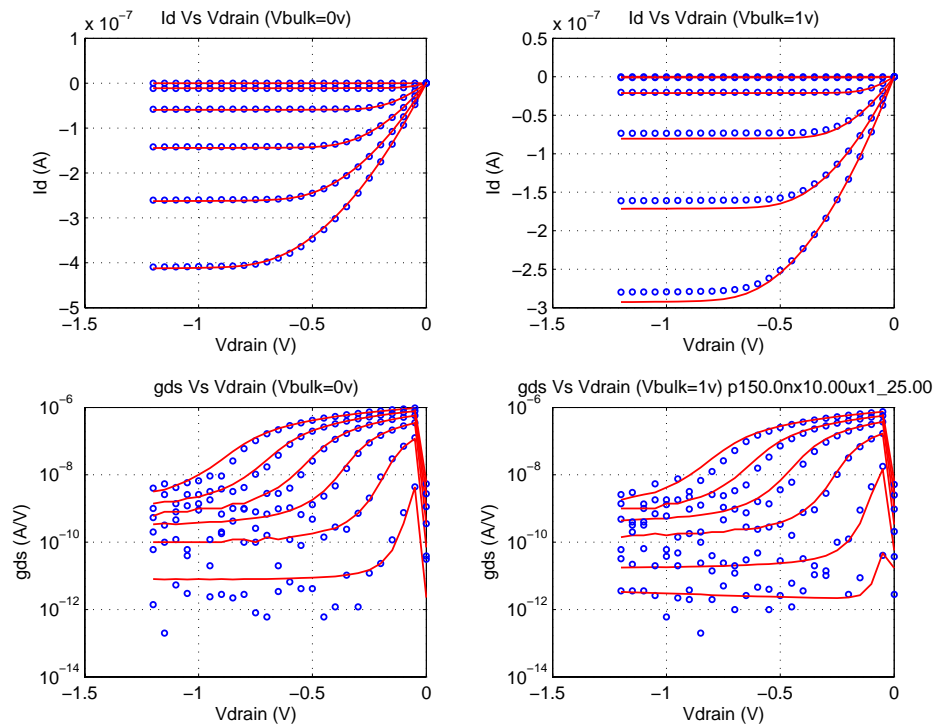 Id Vs Vdrain (Vbulk=0v)
x 10^-7
1
0
−1
−2
−3
−4
−5
Id (A)
−1.5
−1
−0.5
0
Vdrain (V)
Id Vs Vdrain (Vbulk=1v)
x 10^-7
0.5
0
−0.5
−1
−1.5
−2
−2.5
−3
Id (A)
−1.5
−1
−0.5
0
Vdrain (V)
gds Vs Vdrain (Vbulk=0v)
10^-6
10^-8
10^-10
10^-12
10^-14
gds (A/V)
−1.5
−1
−0.5
0
Vdrain (V)
gds Vs Vdrain (Vbulk=1v) p150.0nx10.00ux1_25.00
10^-6
10^-8
10^-10
10^-12
10^-14
gds (A/V)
−1.5
−1
−0.5
0
Vdrain (V)